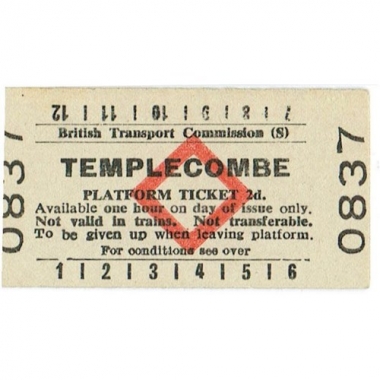 7 | 8 | 9 | 10 | 11 | 12
British Transport Commission (S)
TEMPLECOMBE
PLATFORM TICKET 2d.
Available one hour on day of issue only.
Not valid in trains. Not transferable.
To be given up when leaving platform.
For conditions see over
1 | 2 | 3 | 4 | 5 | 6
0837
0837